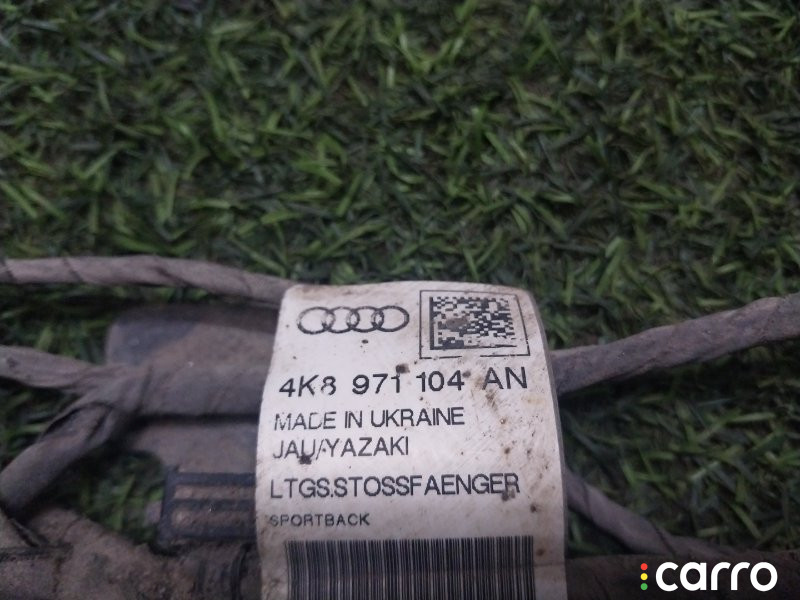 4K8 971 104 AN
MADE IN UKRAINE
JAU/YAZAKI
LTGS.STOSSFAENGER
SPORTBACK
carro